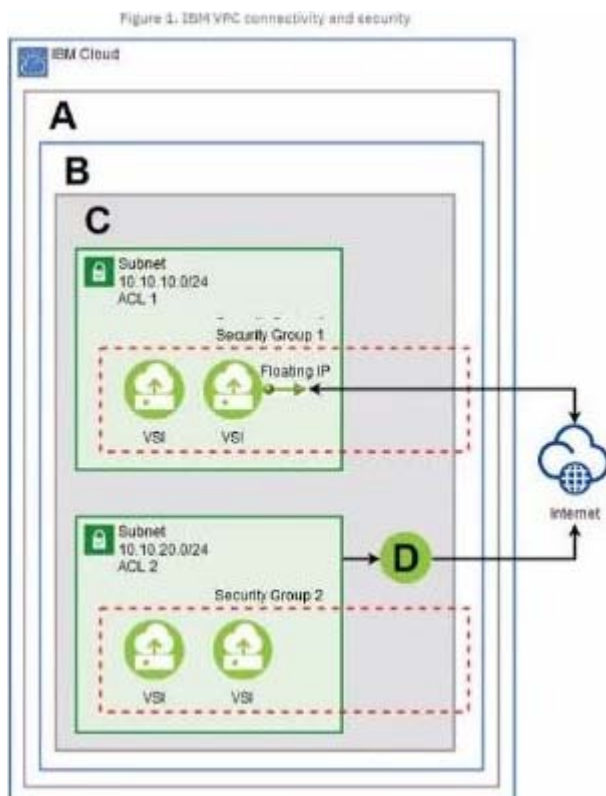 Figure 1. IBM VPC connectivity and security
IBM Cloud
A
B
C
Subnet
10.10.10.0/24
ACL 1
Security Group 1
Floating IP
VSI
VSI
Internet
Subnet
10.10.20.0/24
ACL 2
D
Security Group 2
VSI
VSI